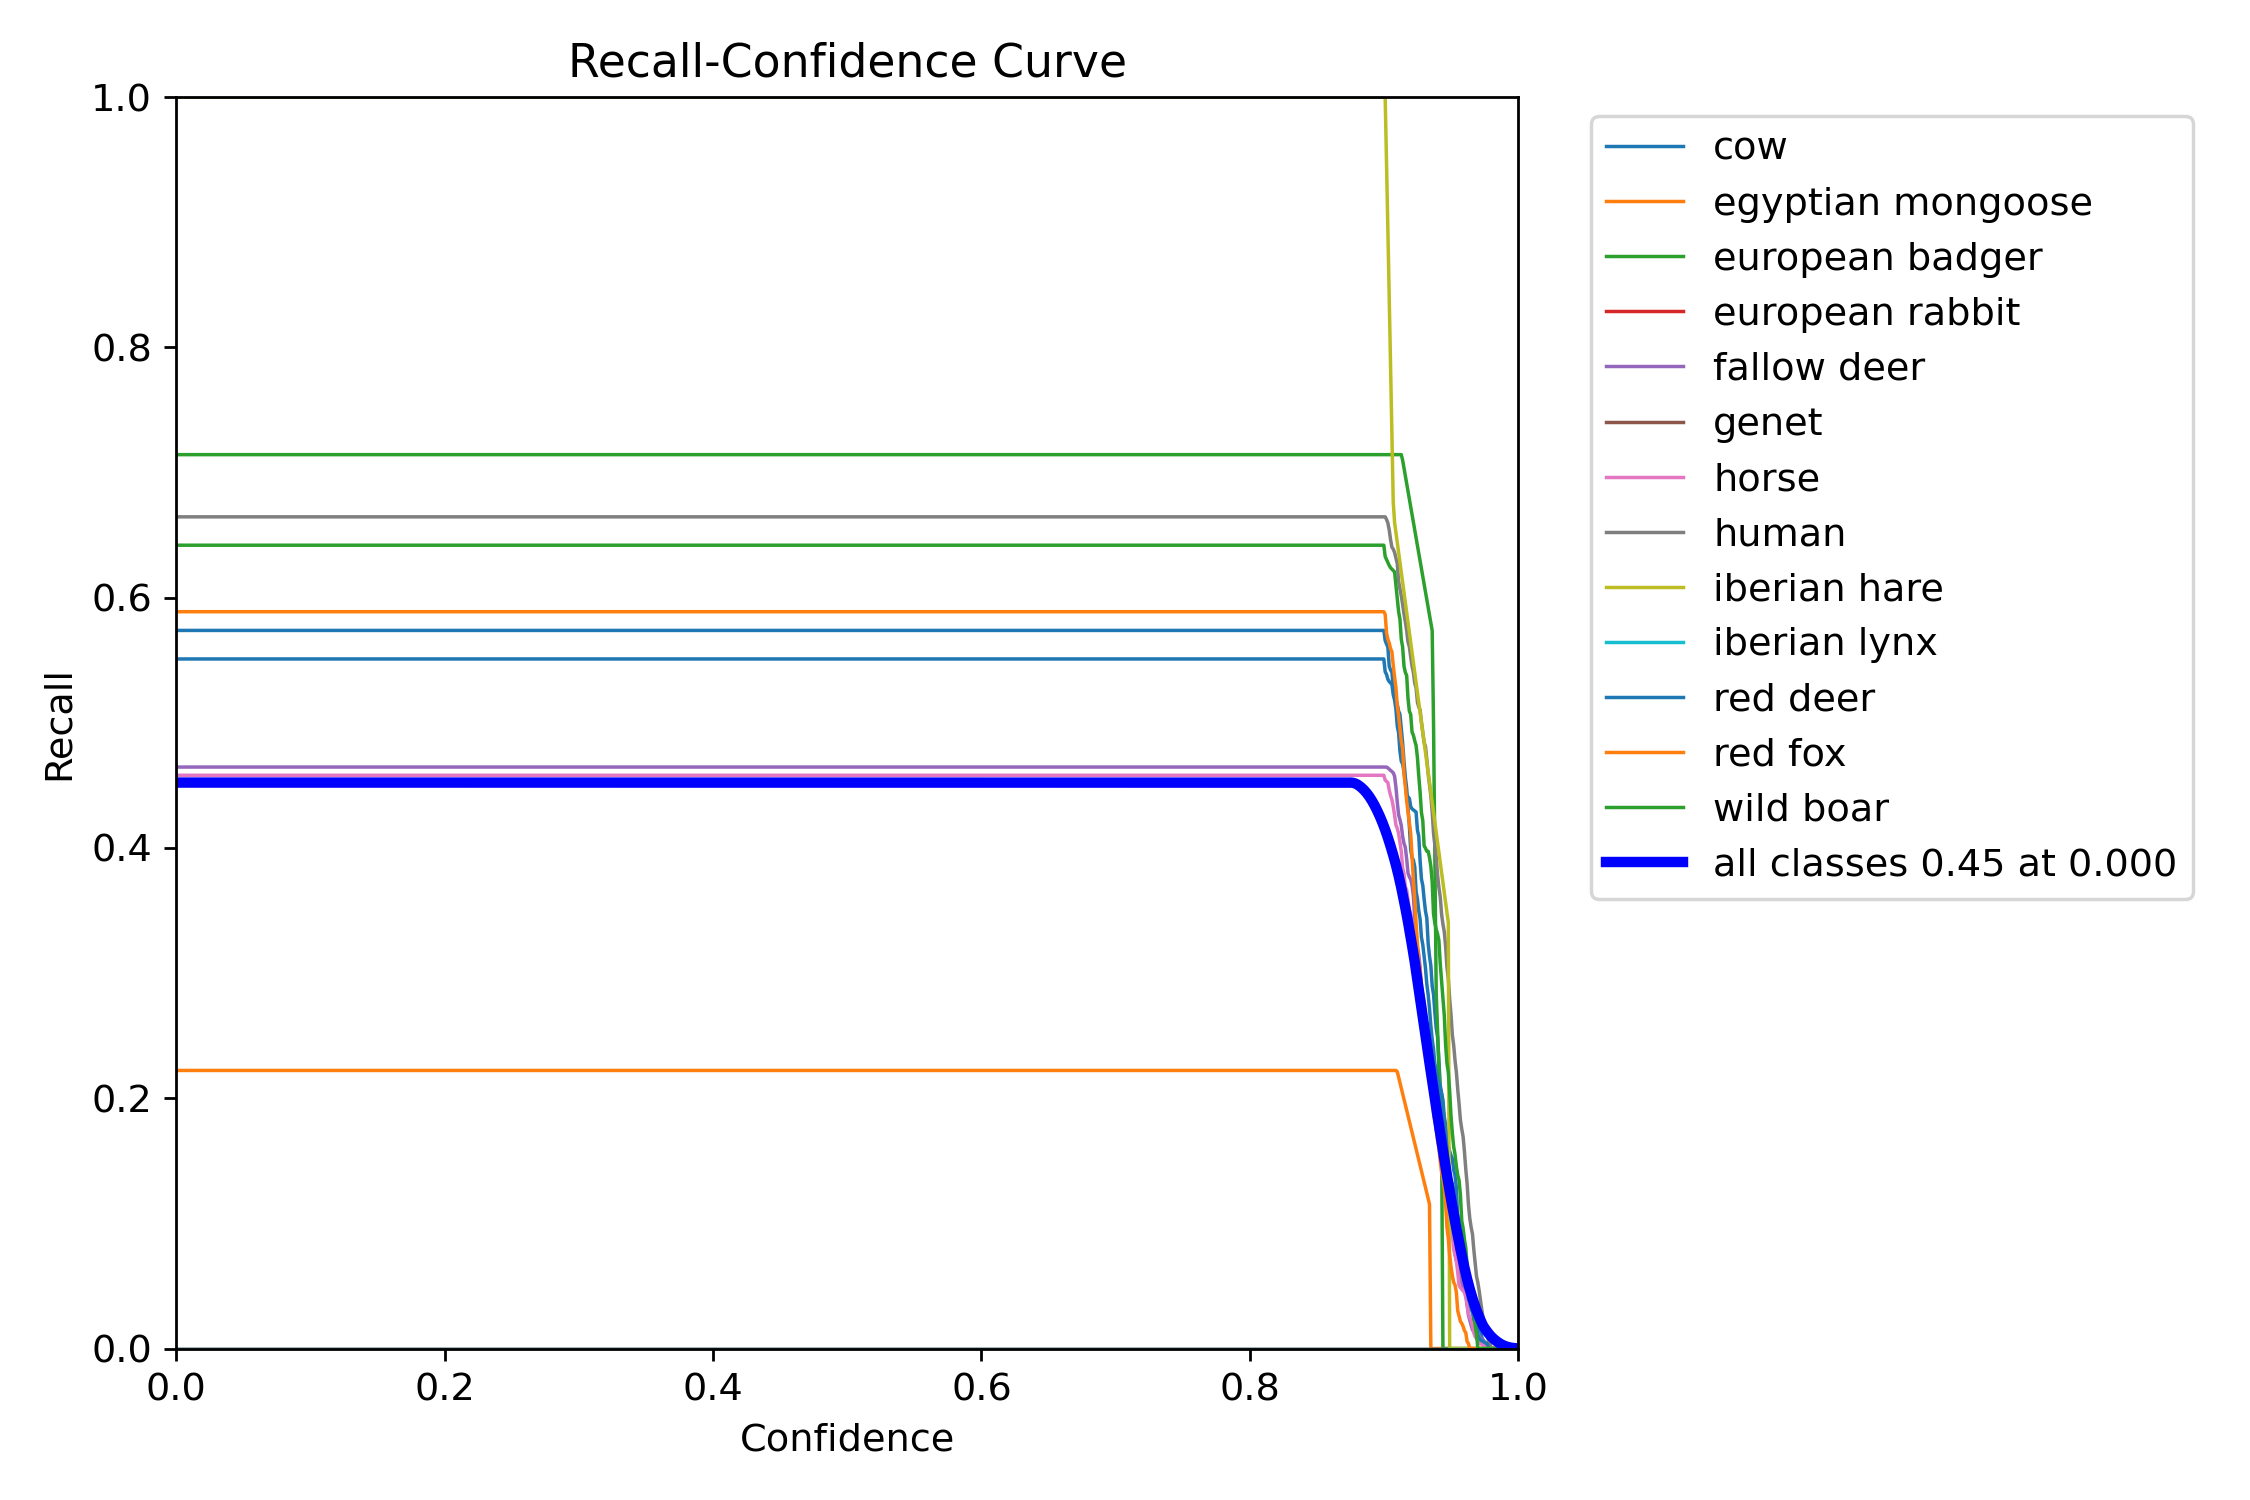 Recall-Confidence Curve
1.0
0.8
0.6
0.4
0.2
0.0
Recall
0.0 0.2 0.4 0.6 0.8 1.0
Confidence
cow
egyptian mongoose
european badger
european rabbit
fallow deer
genet
horse
human
iberian hare
iberian lynx
red deer
red fox
wild boar
all classes 0.45 at 0.000